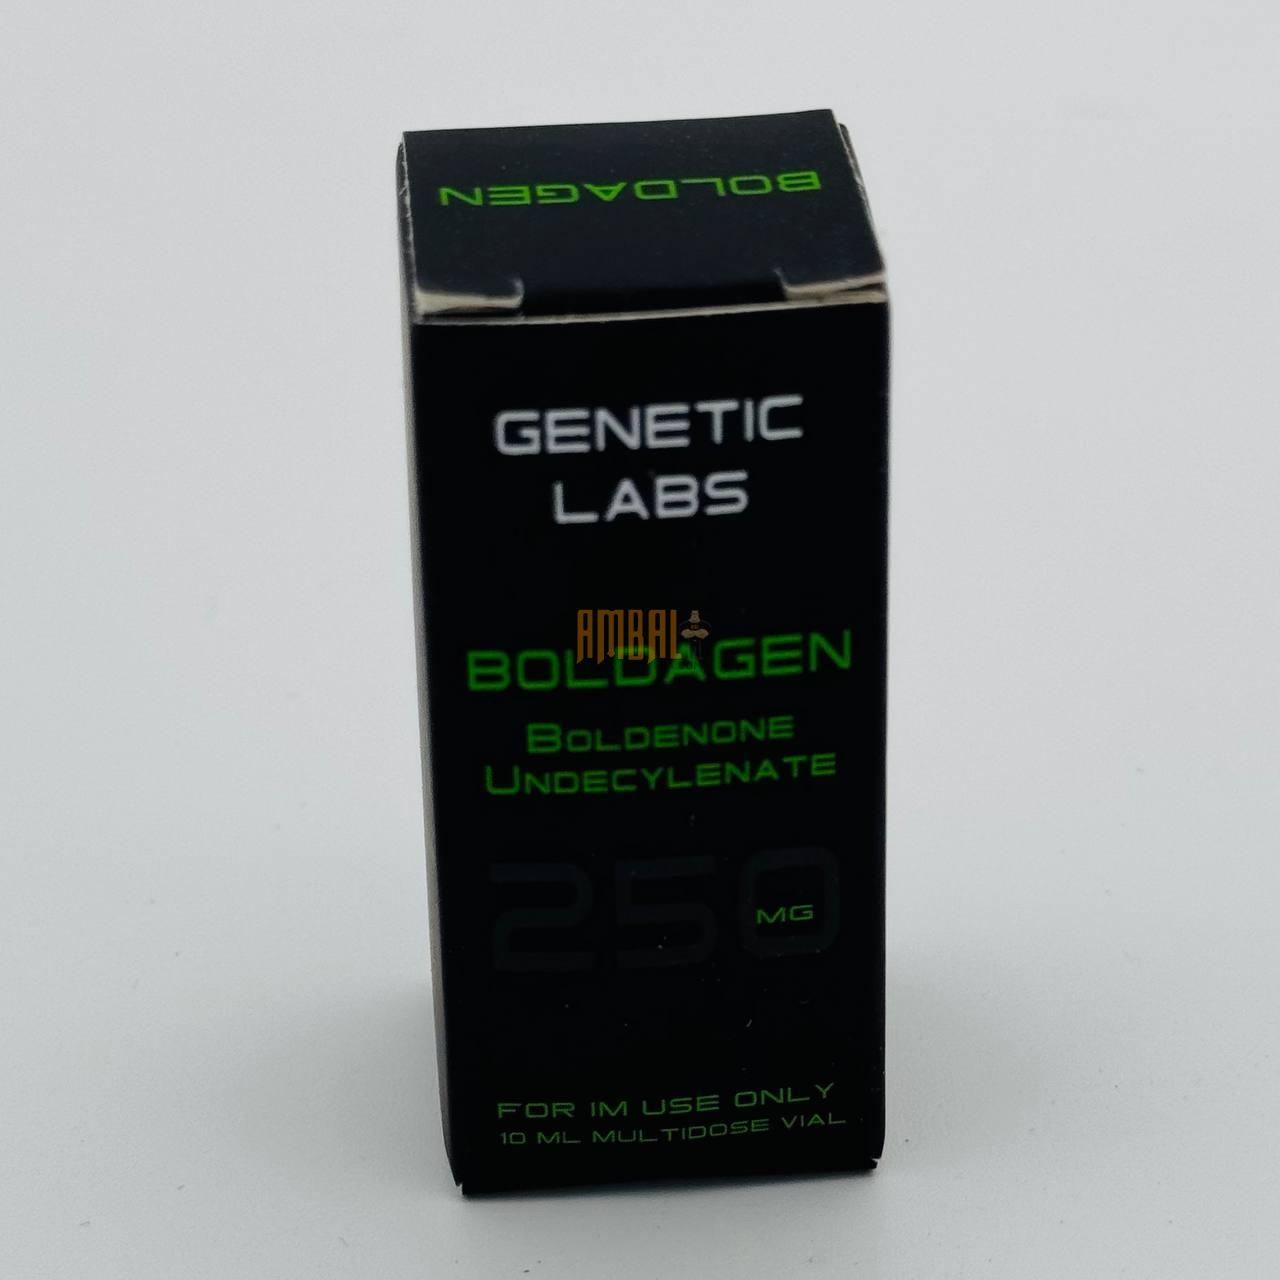 BOLDAGEN
GENETIC
LABS
AMBAL
BOLDAGEN
BOLDENONE
UNDECYLENATE
250
MG
FOR IM USE ONLY
10 ML MULTIDOSE VIAL